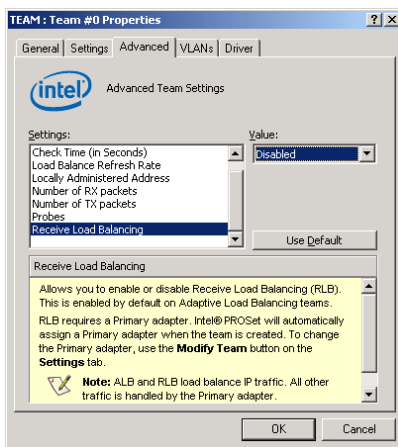 TEAM : Team #0 Properties
General Settings Advanced VLANs Driver
intel
Advanced Team Settings
Settings:
Value:
Check Time (in Seconds)
Load Balance Refresh Rate
Locally Administered Address
Number of RX packets
Number of TX packets
Probes
Receive Load Balancing
Disabled
Use Default
Receive Load Balancing
Allows you to enable or disable Receive Load Balancing (RLB).
This is enabled by default on Adaptive Load Balancing teams.
RLB requires a Primary adapter. Intel® PROSet will automatically
assign a Primary adapter when the team is created. To change
the Primary adapter, use the Modify Team button on the
Settings tab.
Note: ALB and RLB load balance IP traffic. All other
traffic is handled by the Primary adapter.
OK Cancel